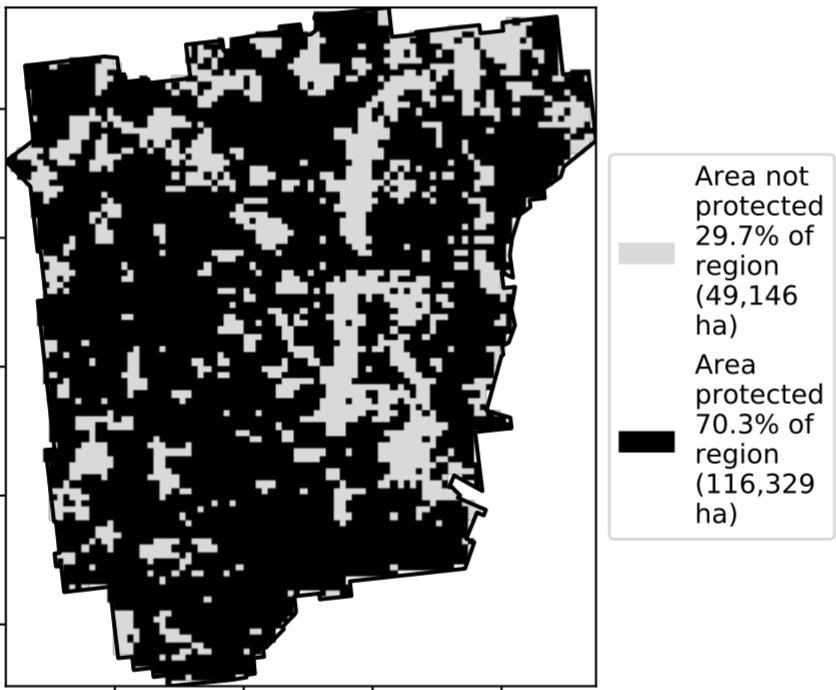 Area not
protected
29.7% of
region
(49,146
ha)
Area
protected
70.3% of
region
(116,329
ha)